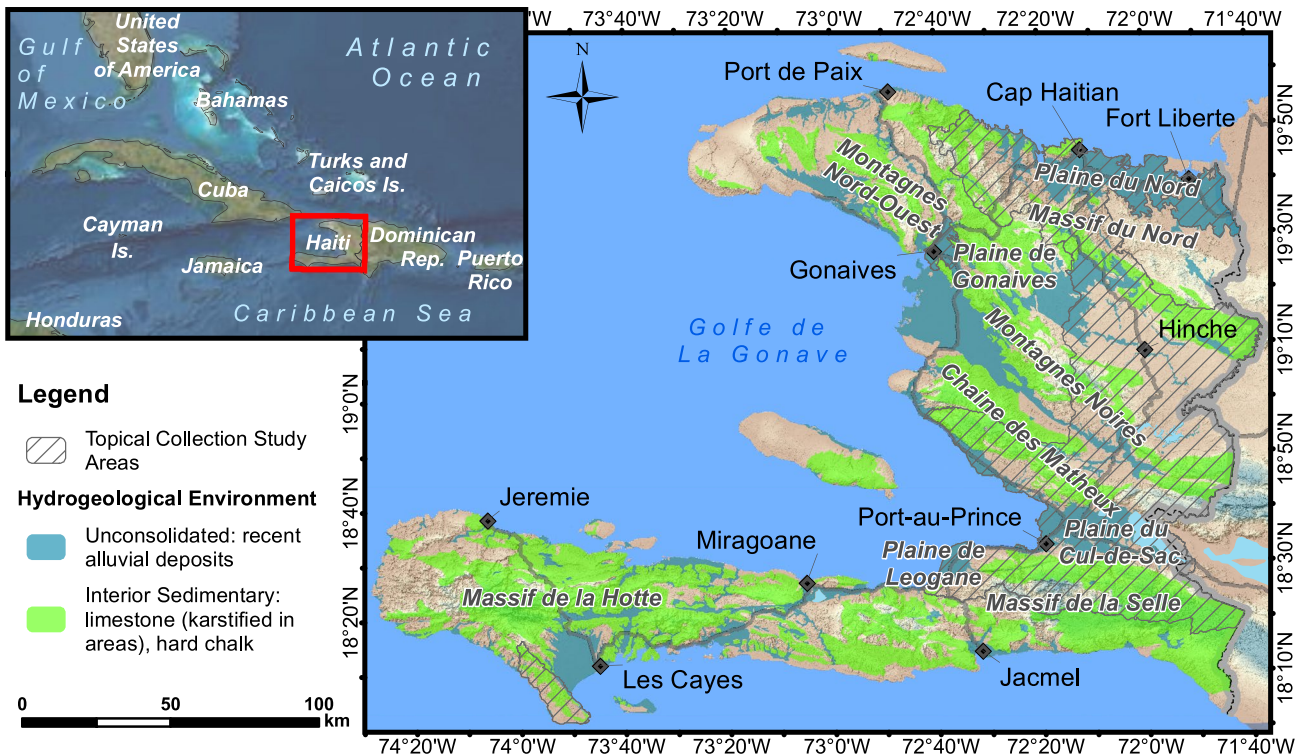 United
States
of America
Gulf
of
Mexico
Atlantic
Ocean
Bahamas
Turks and
Caicos Is.
Cuba
Cayman
Is.
Haiti
Dominican
Rep.
Puerto
Rico
Jamaica
Caribbean Sea
Honduras
Legend
Topical Collection Study
Areas
Hydrogeological Environment
Unconsolidated: recent
alluvial deposits
Interior Sedimentary:
limestone (karstified in
areas), hard chalk
0 50 100
km
73°40'W 73°20'W 73°0'W 72°40'W 72°20'W 72°0'W 71°40'W
N
Port de Paix
Cap Haitian
Fort Liberte
Montagnes
Nord-Ouest
Plaine du Nord
Massif du Nord
Gonaives
Plaine de
Gonaives
Golfe de
La Gonave
Hinche
Montagnes Noires
Chaine des Matheux
Jeremie
Port-au-Prince
Miragoane
Plaine du
Cul-de-Sac
Plaine de
Leogane
Massif de la Hotte
Massif de la Selle
Les Cayes
Jacmel
19°0'N
18°40'N
18°20'N
19°50'N
19°30'N
19°10'N
18°50'N
18°30'N
18°10'N
74°20'W 74°0'W 73°40'W 73°20'W 73°0'W 72°40'W 72°20'W 72°0'W